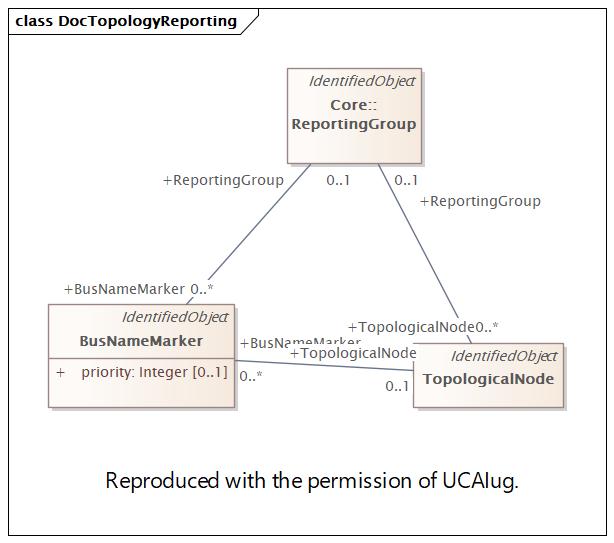 class DocTopologyReporting
IdentifiedObject
Core::
ReportingGroup
+ReportingGroup
0..1
0..1
+ReportingGroup
+BusNameMarker 0..*
IdentifiedObject
BusNameMarker
+ priority: Integer [0..1]
+TopologicalNode0..*
+BusNameMarker
+TopologicalNode
0..*
0..1
IdentifiedObject
TopologicalNode
Reproduced with the permission of UCAIug.